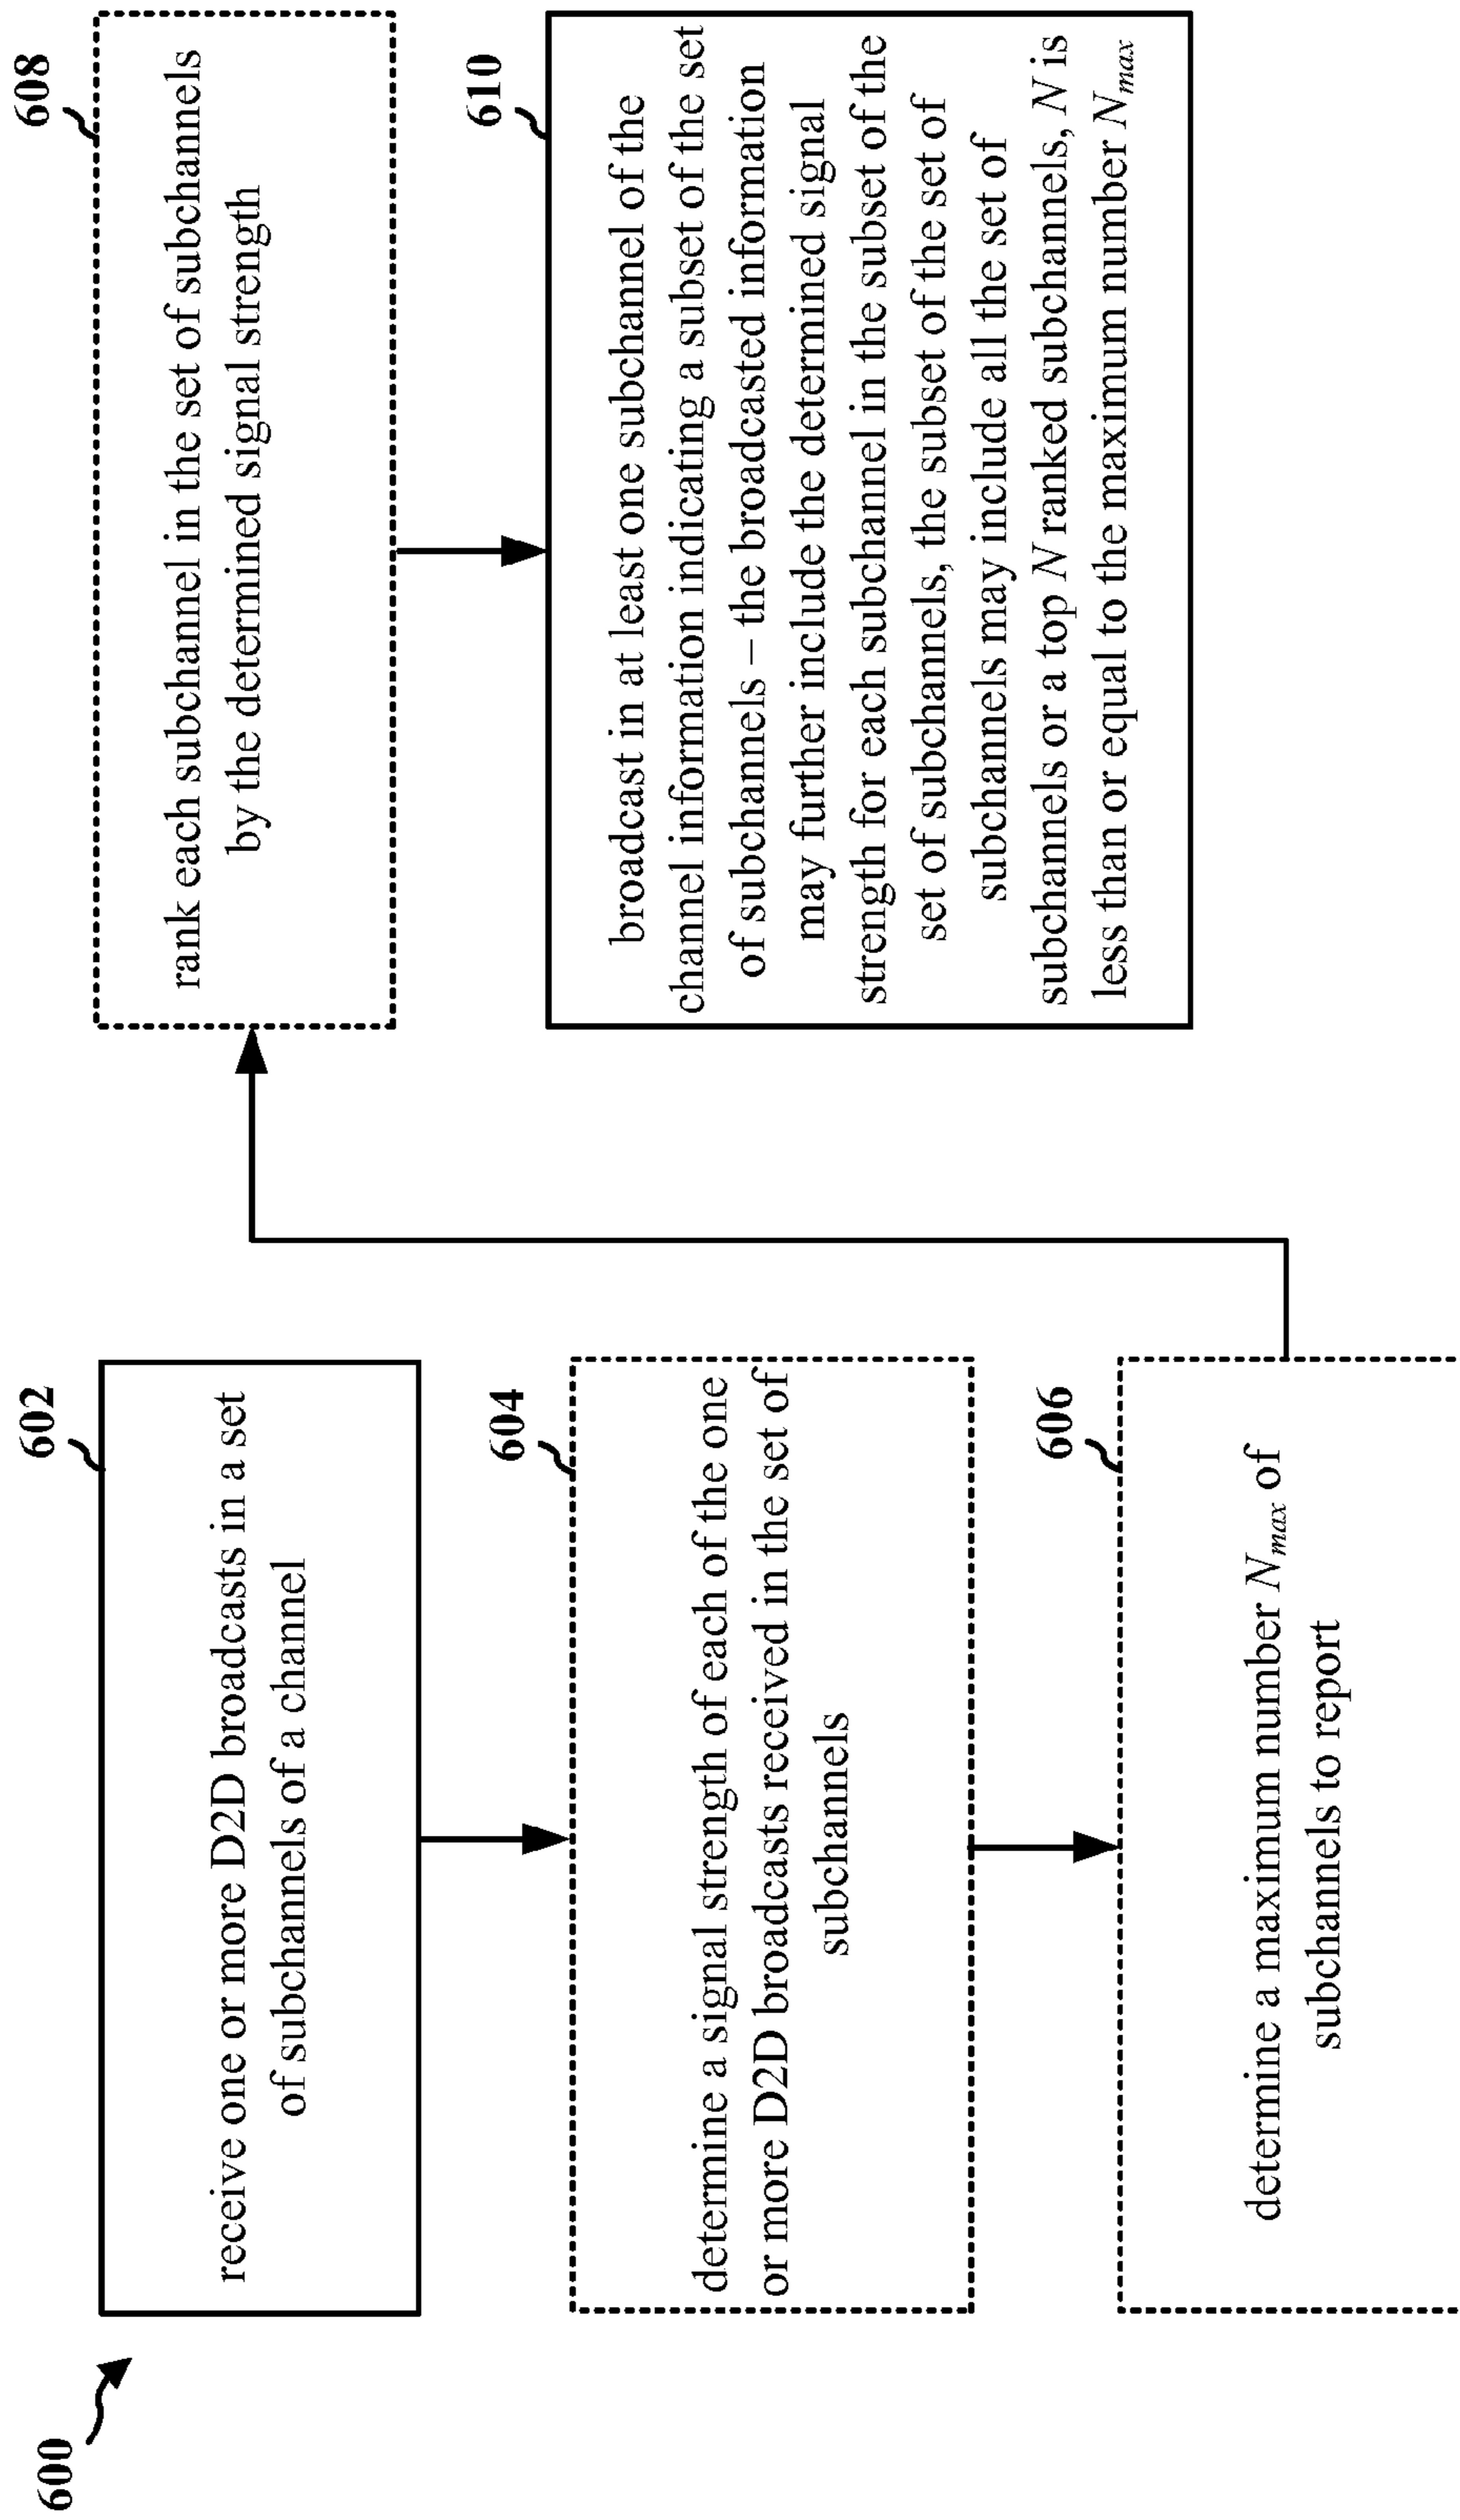 600
602
receive one or more D2D broadcasts in a set
of subchannels of a channel
604
determine a signal strength of each of the one
or more D2D broadcasts received in the set of
subchannels
606
determine a maximum number Nmax of
subchannels to report
608
rank each subchannel in the set of subchannels
by the determined signal strength
610
broadcast in at least one subchannel of the
channel information indicating a subset of the set
of subchannels – the broadcasted information
may further include the determined signal
strength for each subchannel in the subset of the
set of subchannels, the subset of the set of
subchannels may include all the set of
subchannels or a top N ranked subchannels, N is
less than or equal to the maximum number Nmax